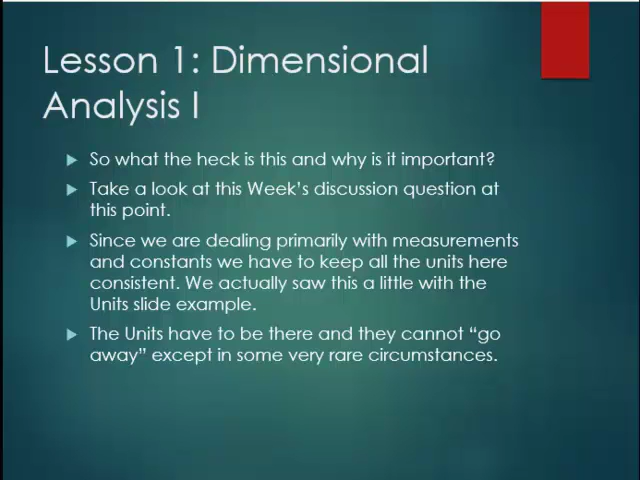 Lesson 1: Dimensional
Analysis I
So what the heck is this and why is it important?
Take a look at this Week's discussion question at
this point.
Since we are dealing primarily with measurements
and constants we have to keep all the units here
consistent. We actually saw this a little with the
Units slide example.
The Units have to be there and they cannot “go
away” except in some very rare circumstances.